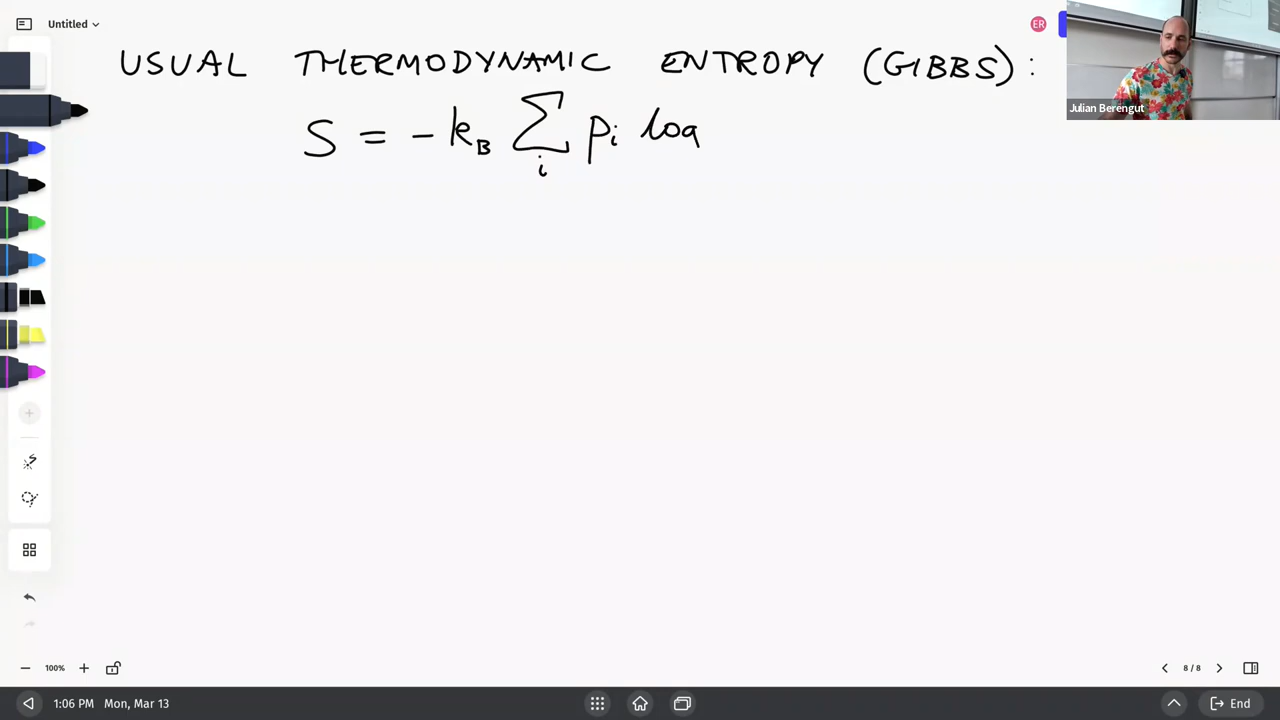 Untitled
ER
USUAL THERMODYNAMIC ENTROPY (GIBBS):
Julian Berengut
S = - k_B ∑_i p_i loa
100%
8 / 8
1:06 PM Mon, Mar 13
End